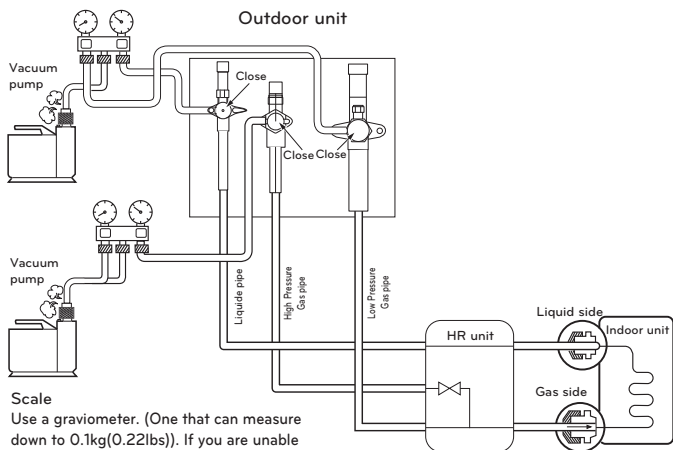 Outdoor unit
Vacuum
pump
Close
Close
Close
Vacuum
pump
Liquide pipe
High Pressure
Gas pipe
Low Pressure
Gas pipe
HR unit
Liquid side
Indoor unit
Gas side
Scale
Use a graviometer. (One that can measure
down to 0.1kg(0.22lbs)). If you are unable